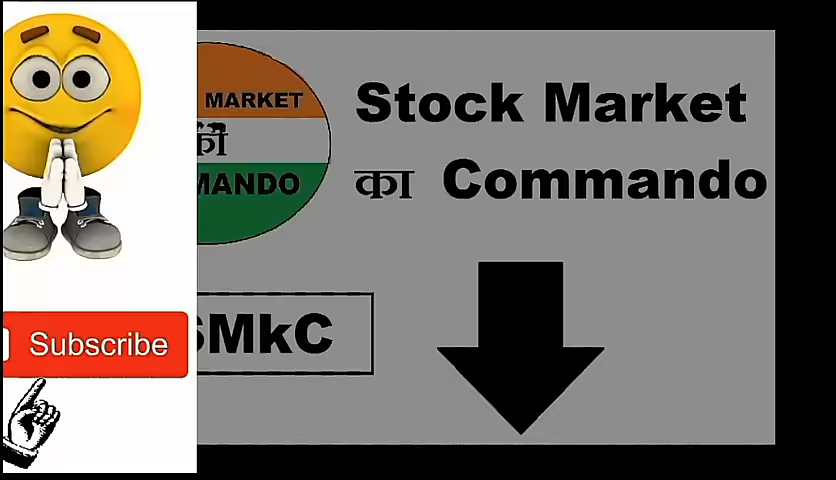 MARKET
का
MANDO
Stock Market
का Commando
SMkC
Subscribe